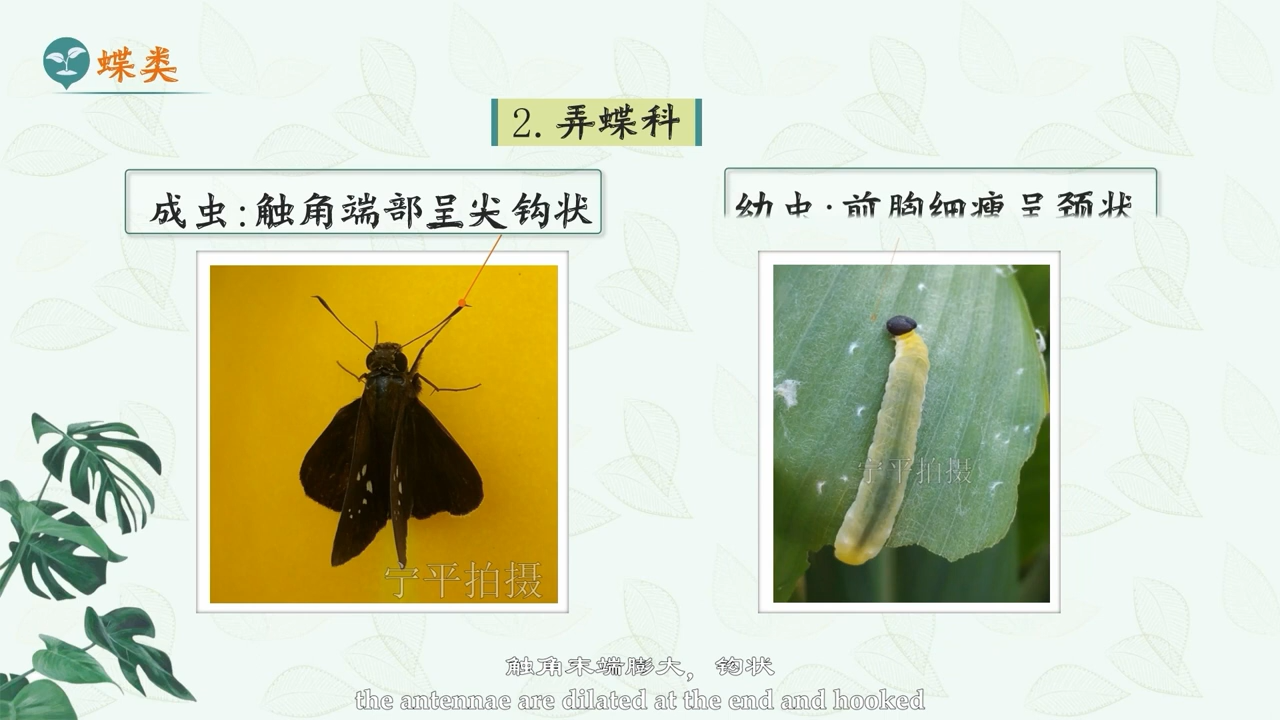 蝶类
2. 弄蝶科
成虫:触角端部呈尖钩状
幼虫:前胸细瘦呈颈状
宁平拍摄
宁平拍摄
触角末端膨大，钩状
the antennae are dilated at the end and hooked